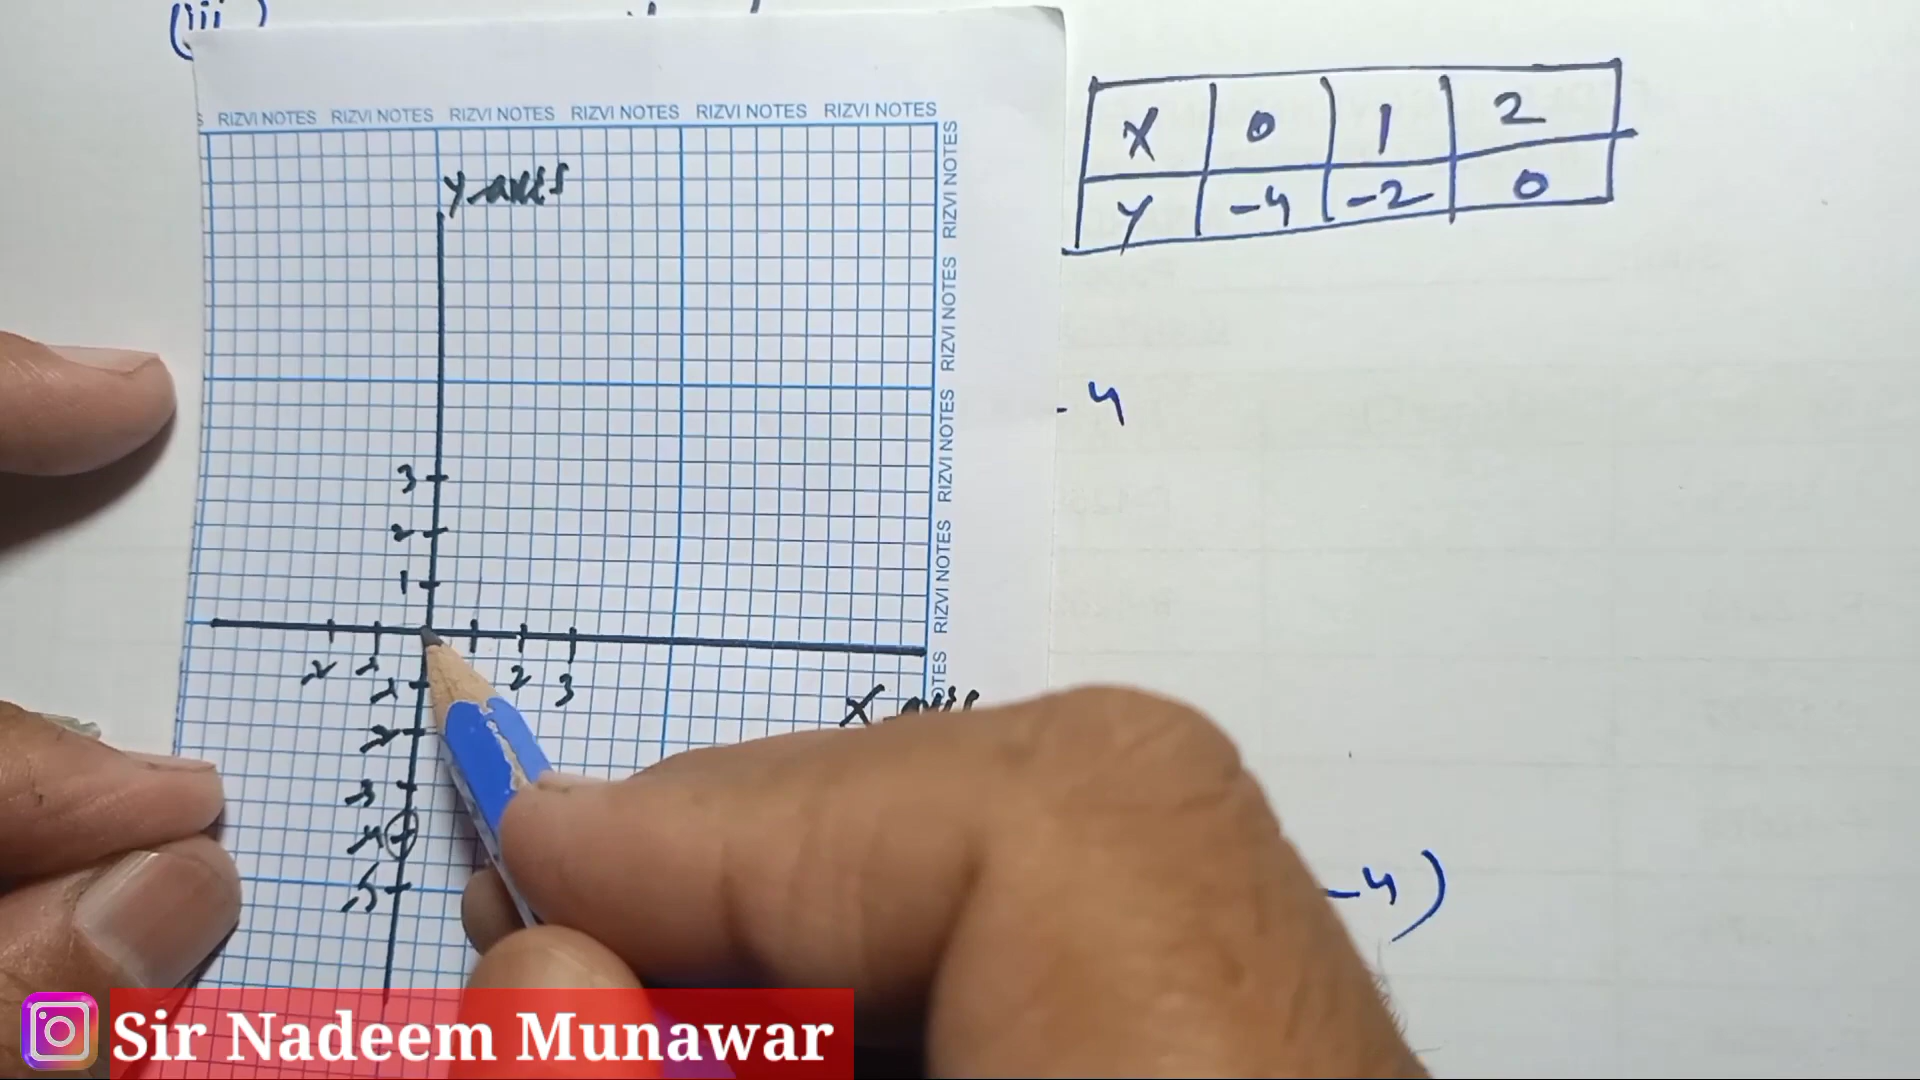 (iii)
RIZVI NOTES RIZVI NOTES RIZVI NOTES RIZVI NOTES RIZVI NOTES RIZVI NOTES
RIZVI NOTES RIZVI NOTES RIZVI NOTES RIZVI NOTES
OTES
Y-axis
X 0 1 2
Y -4 -2 0
- 4
3
2
1
-2 -1 2 3
-1
X-axis
-2
-3
-4
-5
-4)
Sir Nadeem Munawar